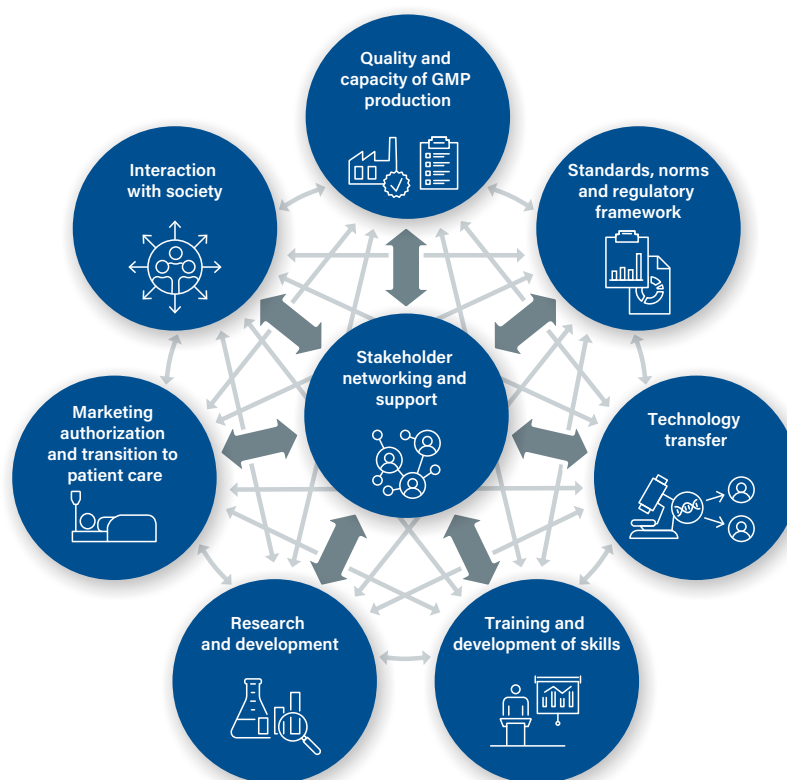 Quality and
capacity of GMP
production
Interaction
with society
Standards, norms
and regulatory
framework
Stakeholder
networking and
support
Marketing
authorization
and transition to
patient care
Technology
transfer
Research
and development
Training and
development of skills